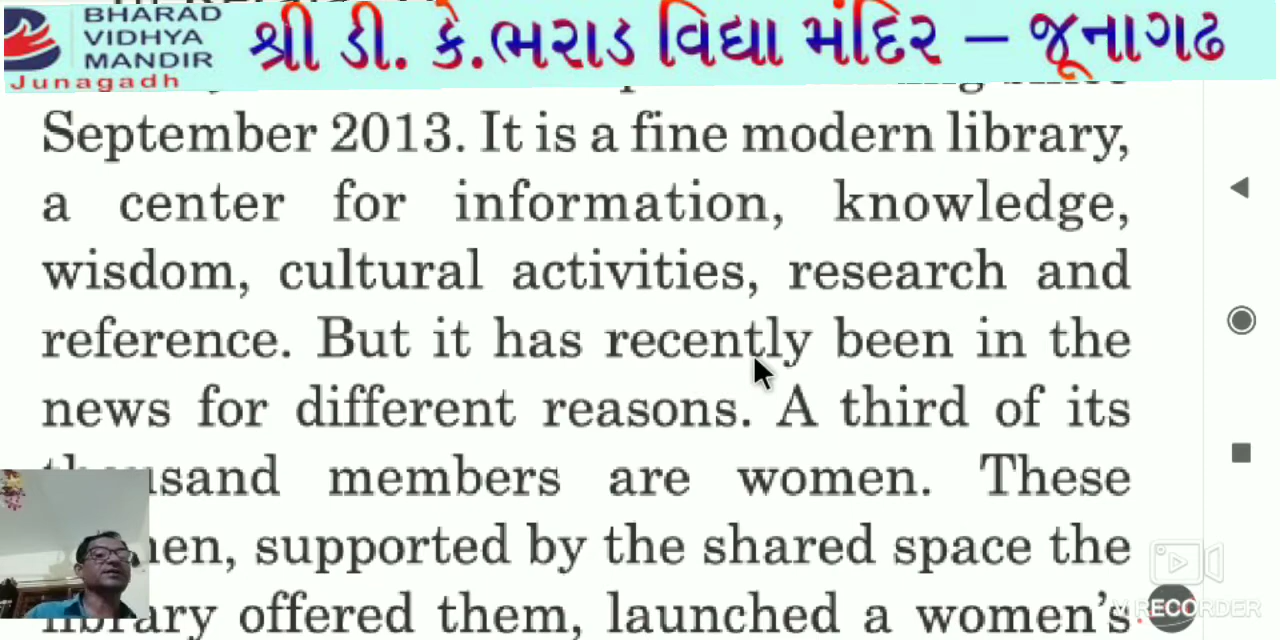 BHARAD
VIDHYA
MANDIR
Junagadh
શ્રી ડી. કે.ભરાડ વિદ્યા મંદિર – જૂનાગઢ
September 2013. It is a fine modern library,
a center for information, knowledge,
wisdom, cultural activities, research and
reference. But it has recently been in the
news for different reasons. A third of its
members are women. These
supported by the shared space the
offered them, launched a women's
RECORDER